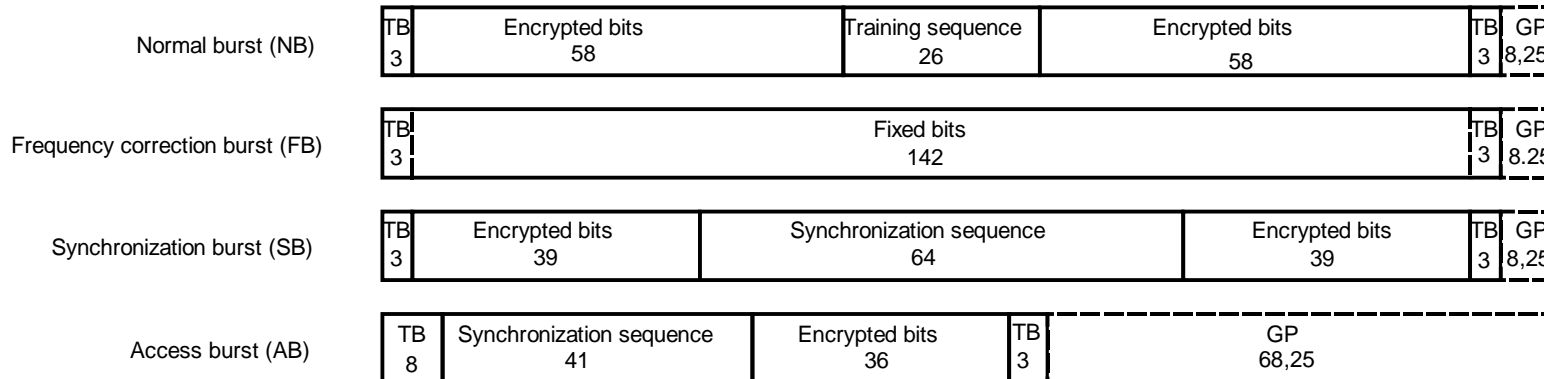 Normal burst (NB)
TB Encrypted bits Training sequence Encrypted bits TB GP
3 58 26 58 3 8,25
Frequency correction burst (FB)
TB Fixed bits TB GP
3 142 3 8.25
Synchronization burst (SB)
TB Encrypted bits Synchronization sequence Encrypted bits TB GP
3 39 64 39 3 8,25
Access burst (AB)
TB Synchronization sequence Encrypted bits TB GP
8 41 36 3 68,25